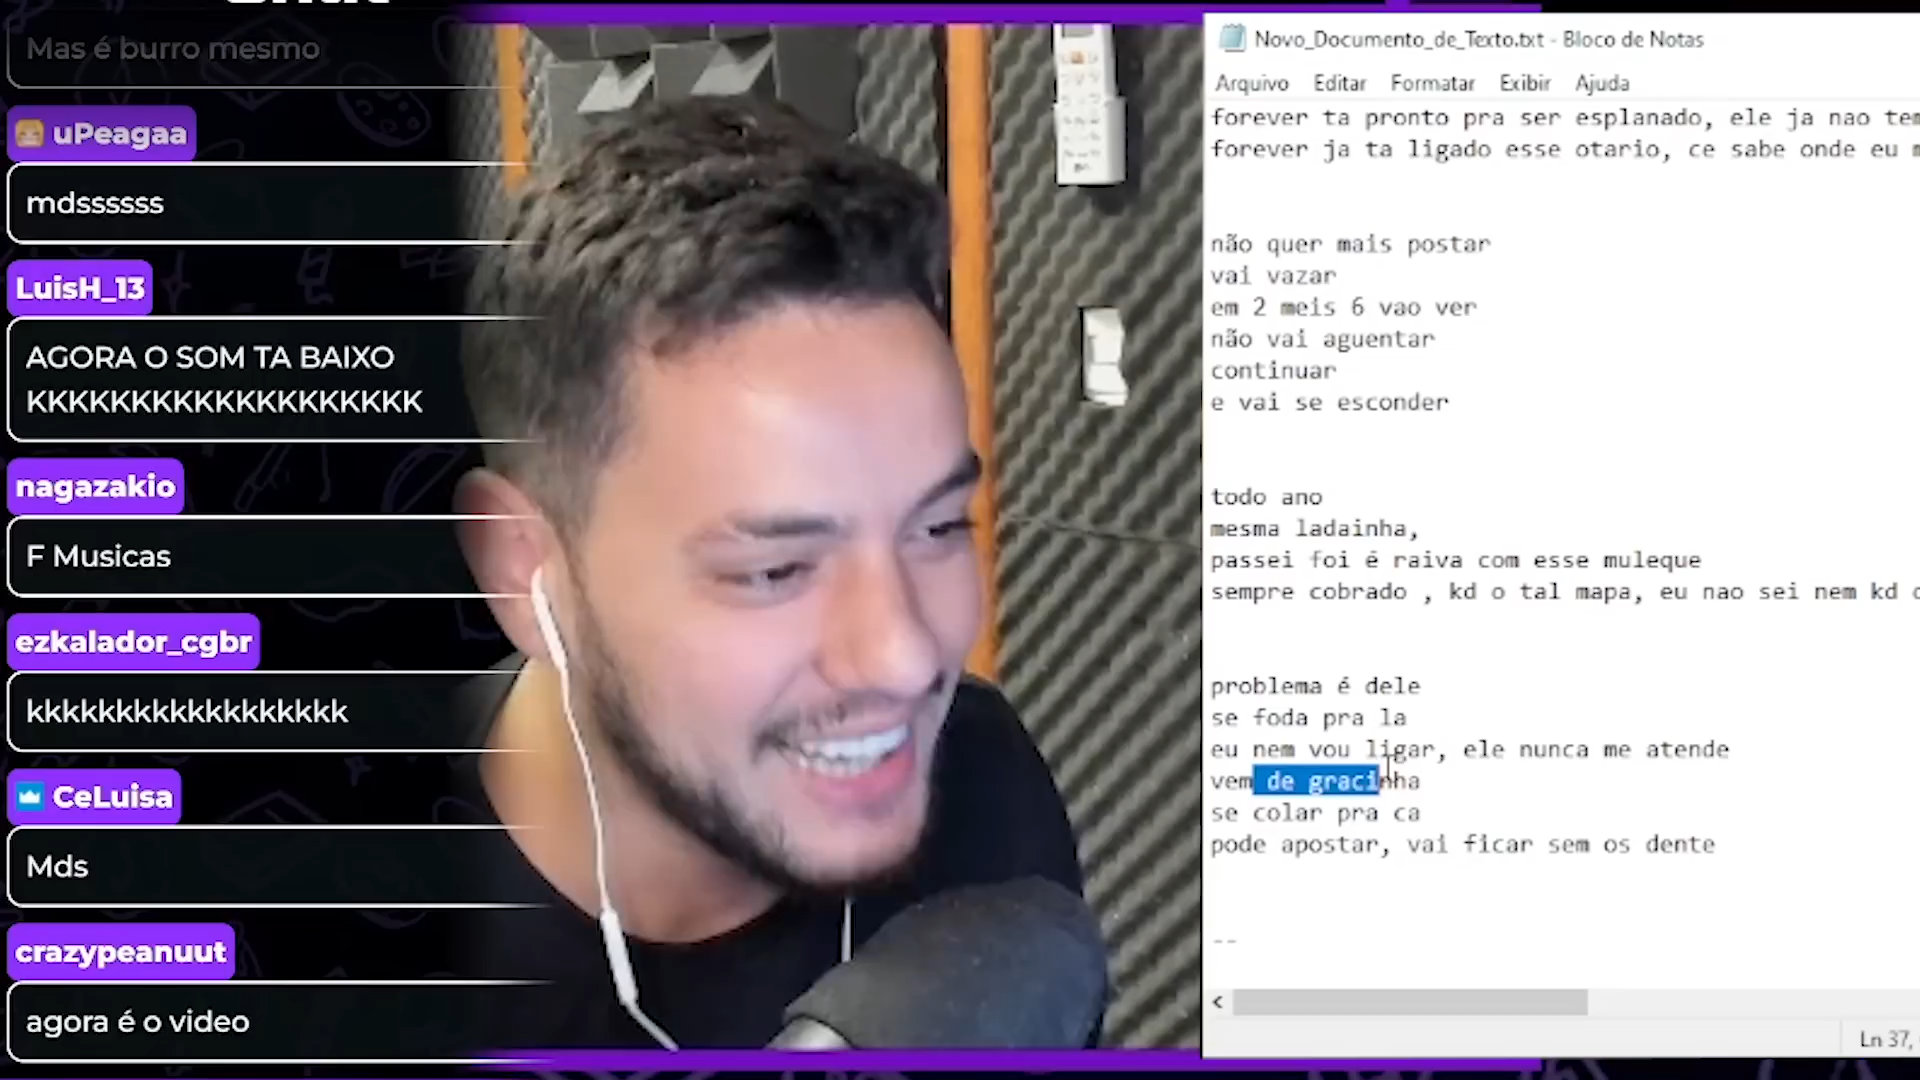 Mas é burro mesmo
uPeagaa
mdssssss
LuisH_13
AGORA O SOM TA BAIXO
KKKKKKKKKKKKKKKKKKK
nagazakio
F Musicas
ezkalador_cgbr
kkkkkkkkkkkkkkkkkk
CeLuisa
Mds
crazypeanuut
agora é o video
Novo_Documento_de_Texto.txt - Bloco de Notas
Arquivo Editar Formatar Exibir Ajuda
forever ta pronto pra ser esplanado, ele ja nao
forever ja ta ligado esse otario, ce sabe onde eu
não quer mais postar
vai vazar
em 2 meis 6 vao ver
não vai aguentar
continuar
e vai se esconder
todo ano
mesma ladainha,
passei foi é raiva com esse muleque
sempre cobrado , kd o tal mapa, eu nao sei nem kd
problema é dele
se foda pra la
eu nem vou ligar, ele nunca me atende
vem de gracinha
se colar pra ca
pode apostar, vai ficar sem os dente
--
Ln 37,